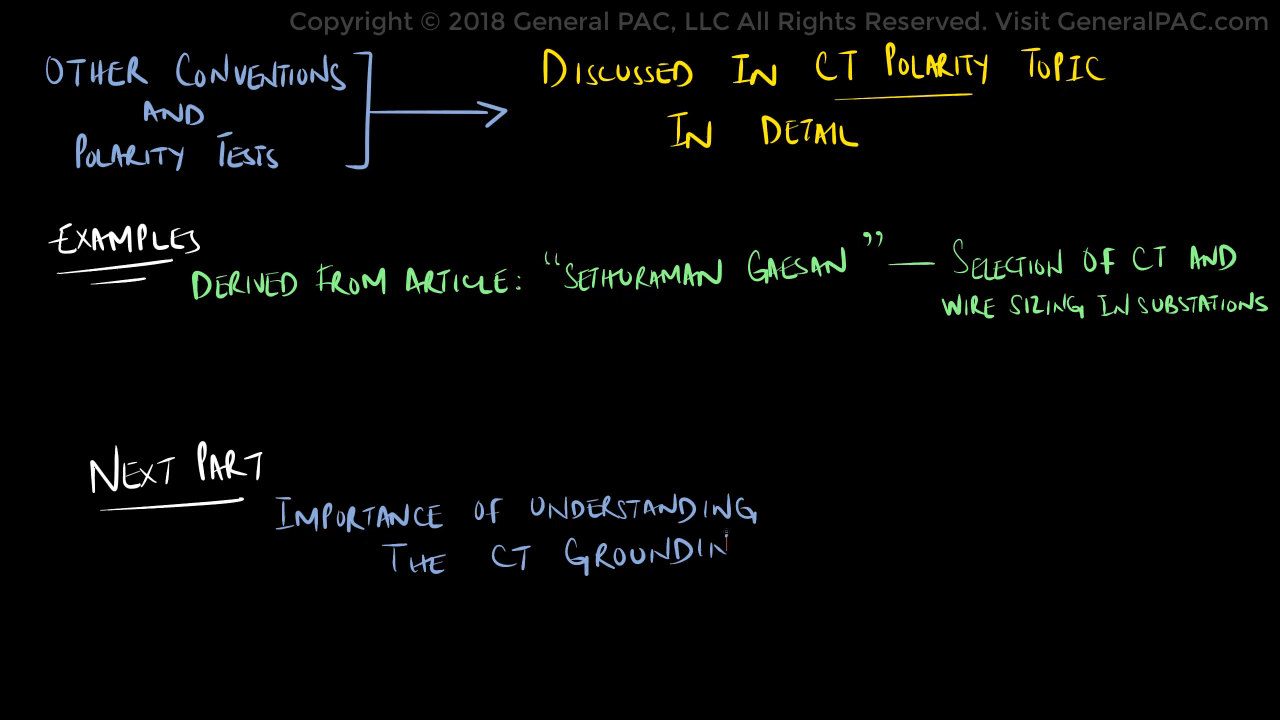 Copyright © 2018 General PAC, LLC All Rights Reserved. Visit GeneralPAC.com
OTHER CONVENTIONS
AND
POLARITY TESTS
DISCUSSED IN CT POLARITY TOPIC
IN DETAIL
EXAMPLES
DERIVED FROM ARTICLE: "SETHURAMAN GAESAN" — SELECTION OF CT AND
WIRE SIZING IN SUBSTATIONS
NEXT PART
IMPORTANCE OF UNDERSTANDING
THE CT GROUNDIN